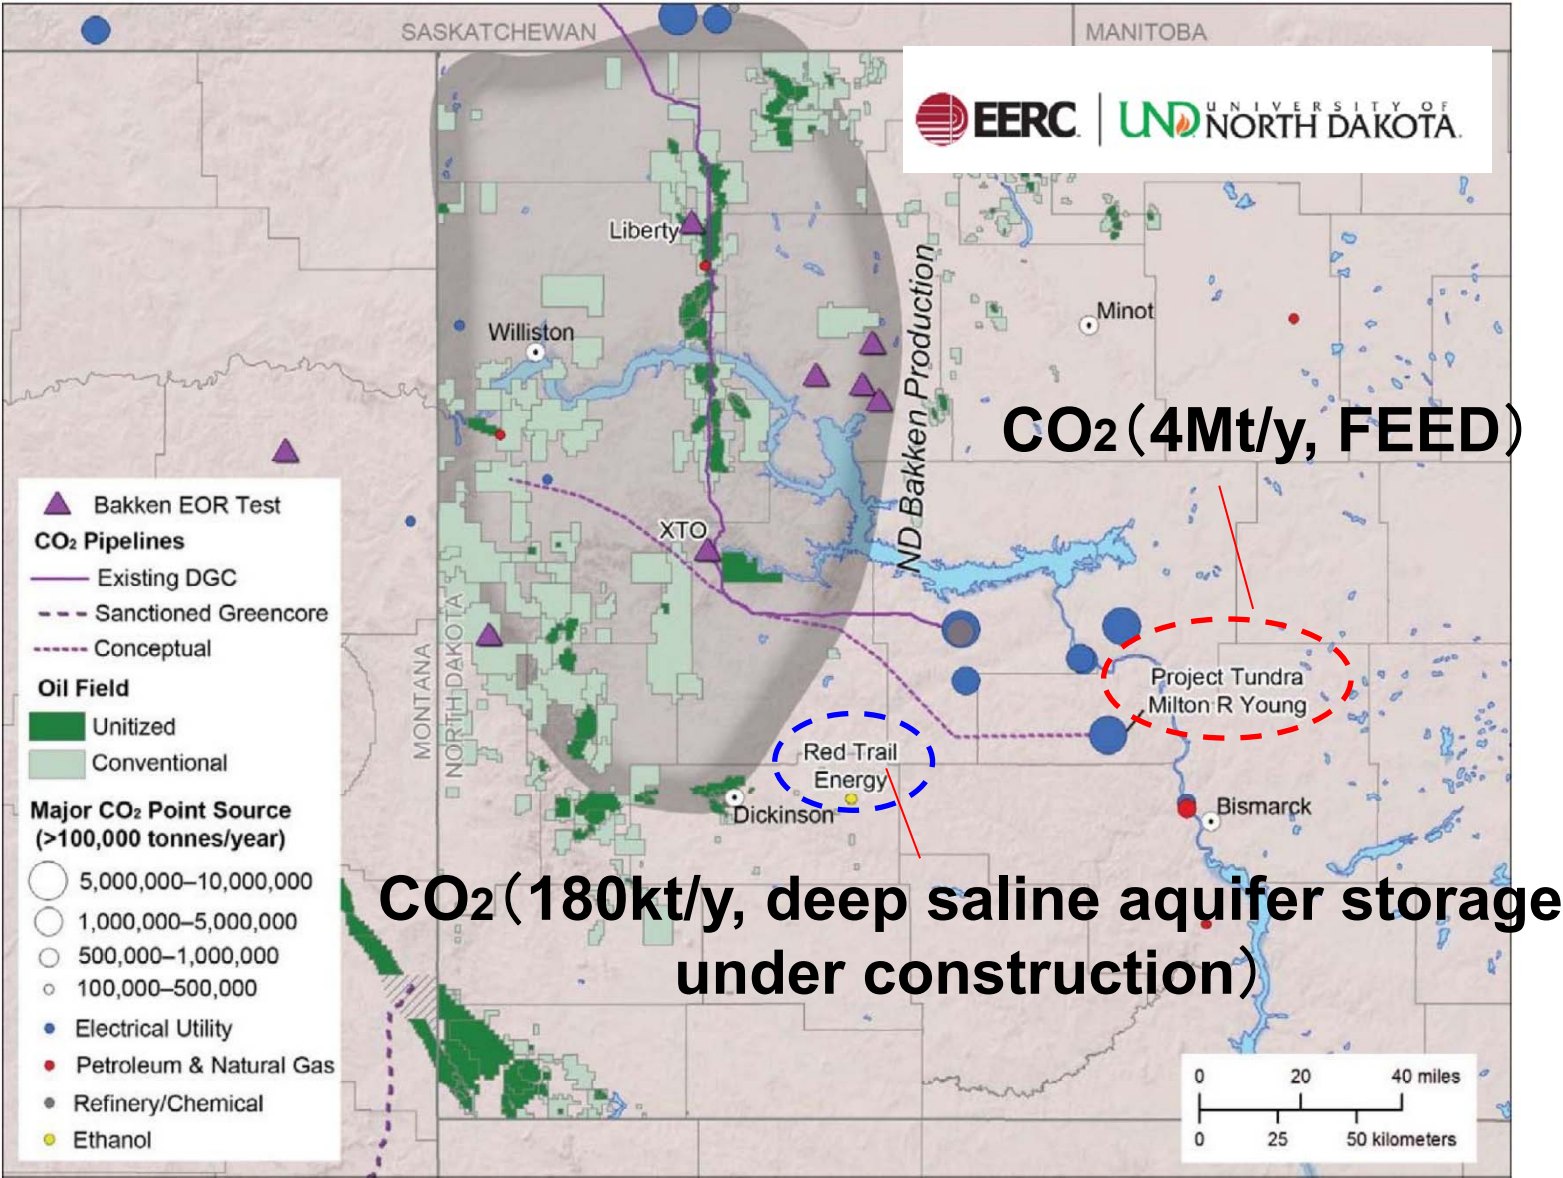 SASKATCHEWAN
MANITOBA
EERC
UND UNIVERSITY OF
NORTH DAKOTA.
Liberty
Minot
Williston
ND Bakken Production
CO2（4Mt/y, FEED）
XTO
MONTANA
NORTH DAKOTA
Project Tundra
Milton R Young
Red Trail
Energy
Dickinson
Bismarck
CO2（180kt/y, deep saline aquifer storage
under construction）
Bakken EOR Test
CO2 Pipelines
Existing DGC
Sanctioned Greencore
Conceptual
Oil Field
Unitized
Conventional
Major CO2 Point Source
(>100,000 tonnes/year)
5,000,000–10,000,000
1,000,000–5,000,000
500,000–1,000,000
100,000–500,000
Electrical Utility
Petroleum & Natural Gas
Refinery/Chemical
Ethanol
0 20 40 miles
0 25 50 kilometers